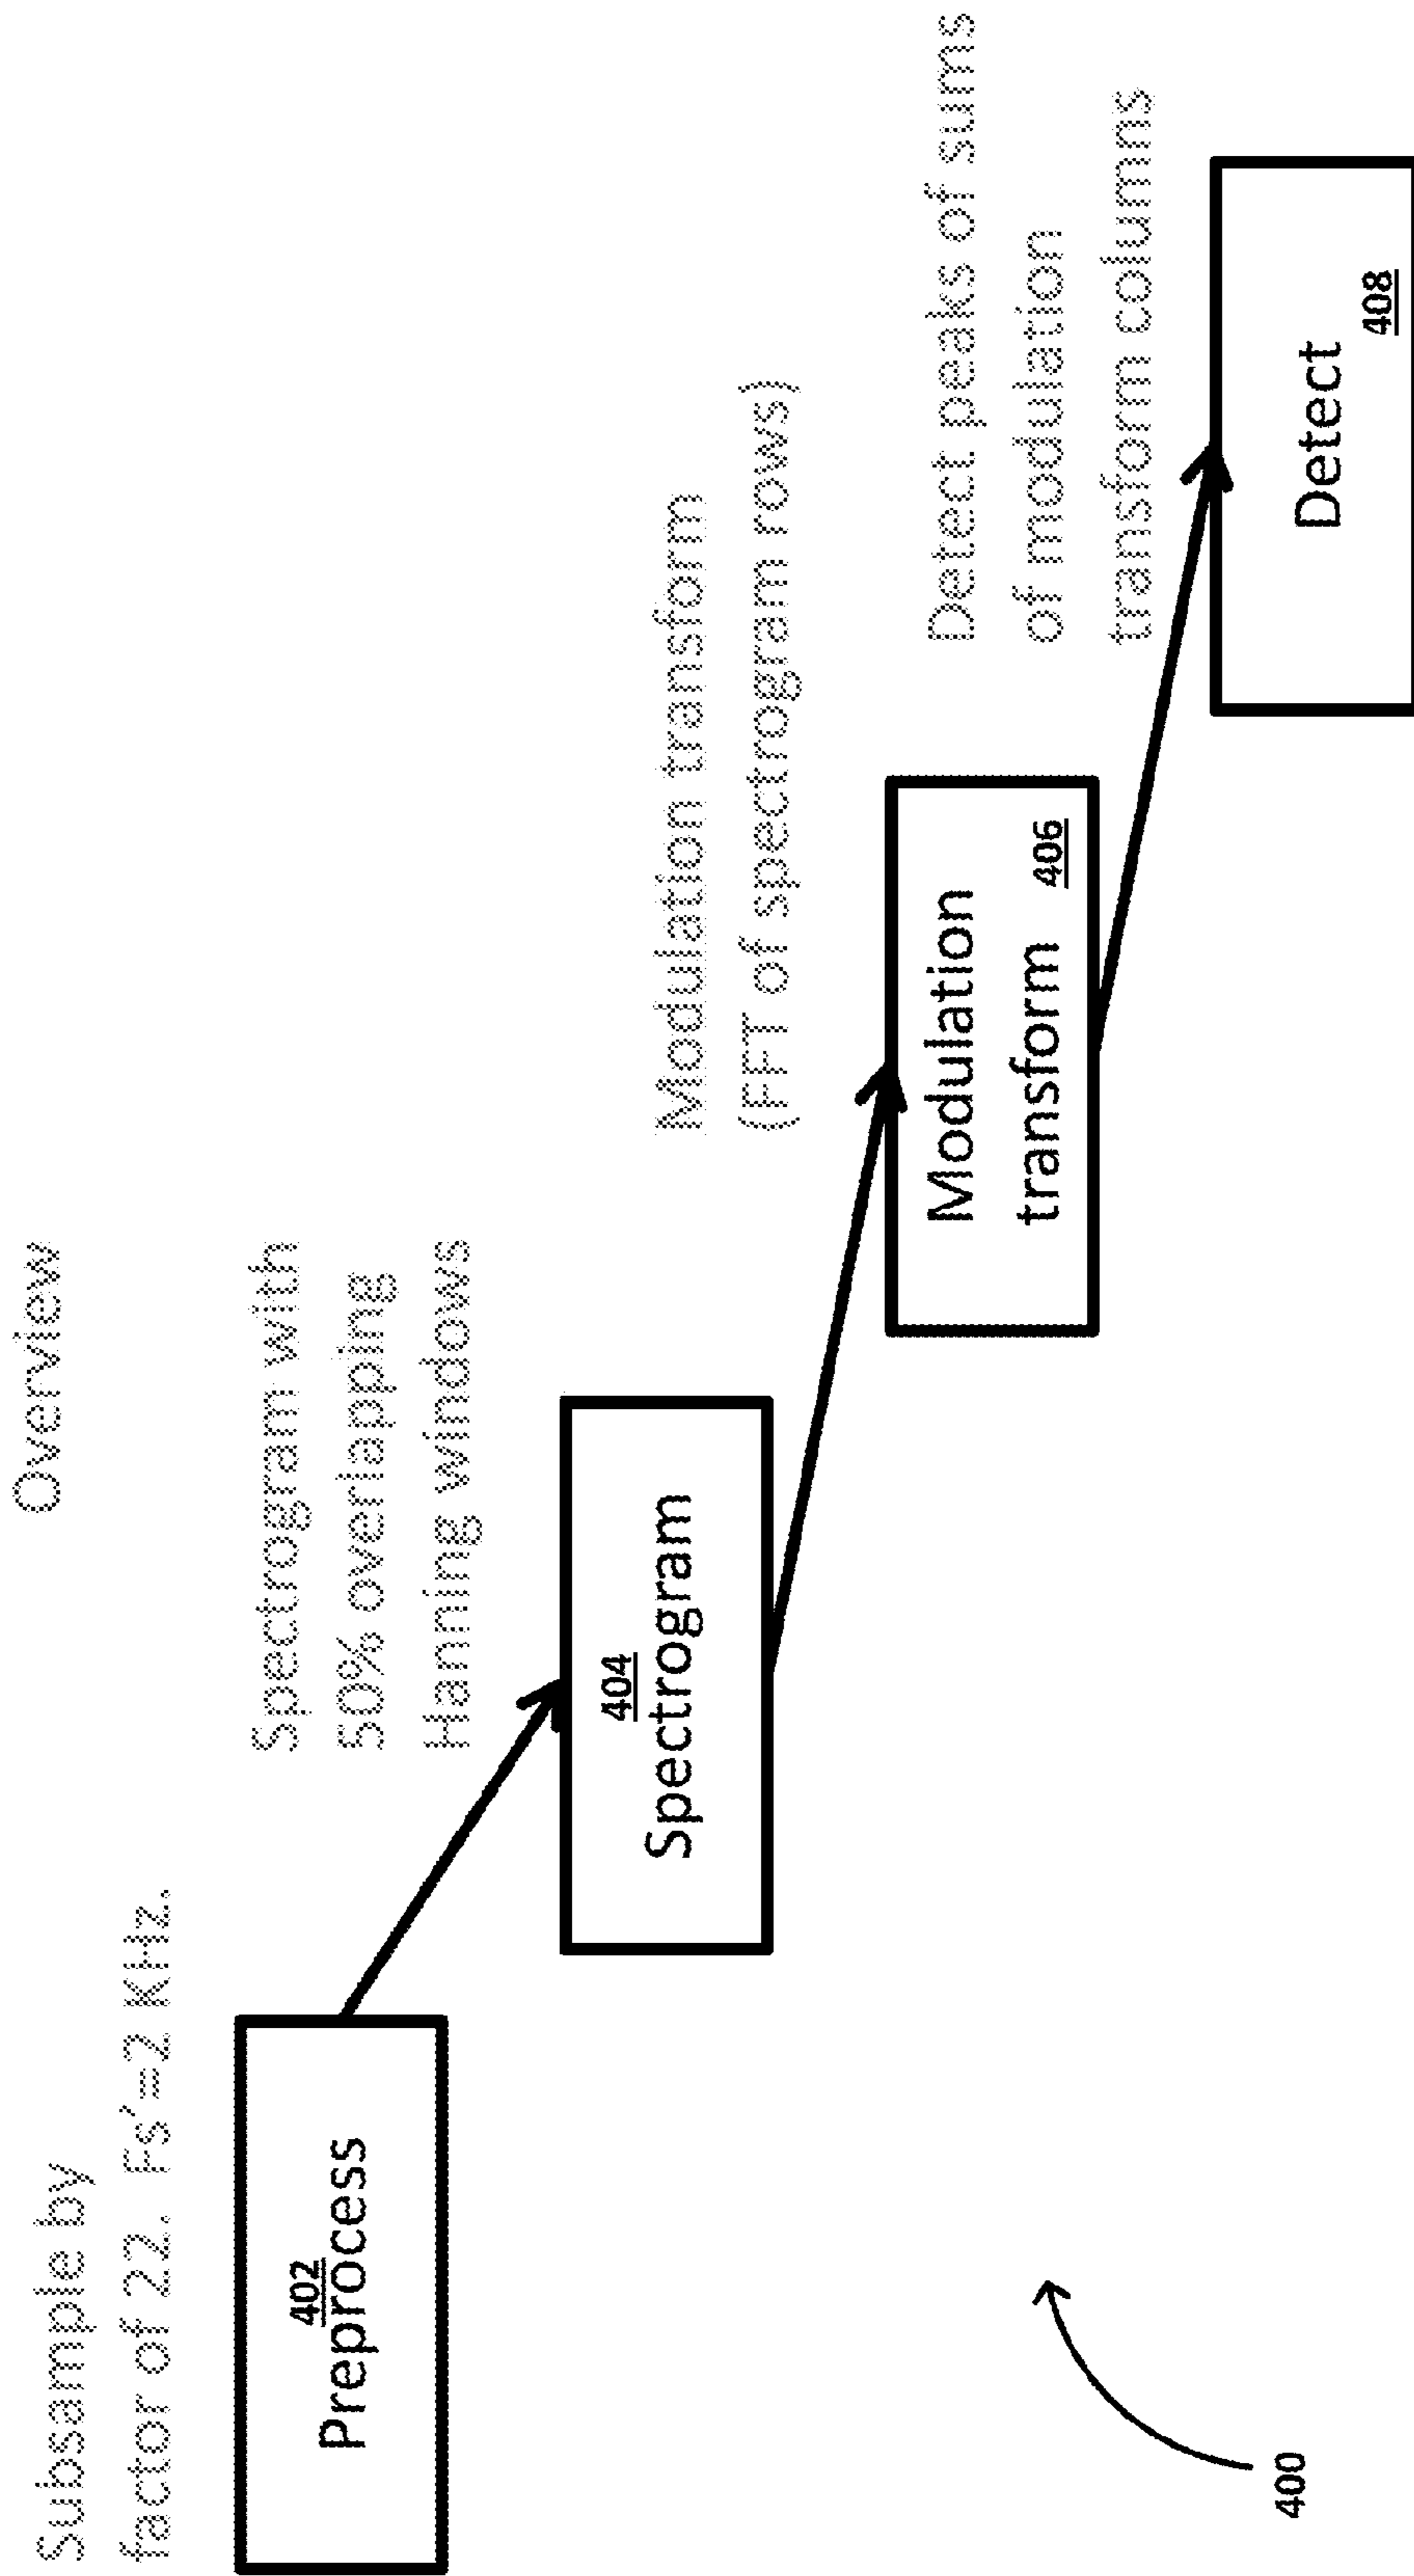 Overview
Subsample by
factor of 22. Fs'=2 KHz.
402
Preprocess
Spectrogram with
50% overlapping
Hanning windows
404
Spectrogram
Modulation transform
(FFT of spectrogram rows)
Modulation
transform 406
Detect peaks of sums
of modulation
transform columns
Detect
408
400